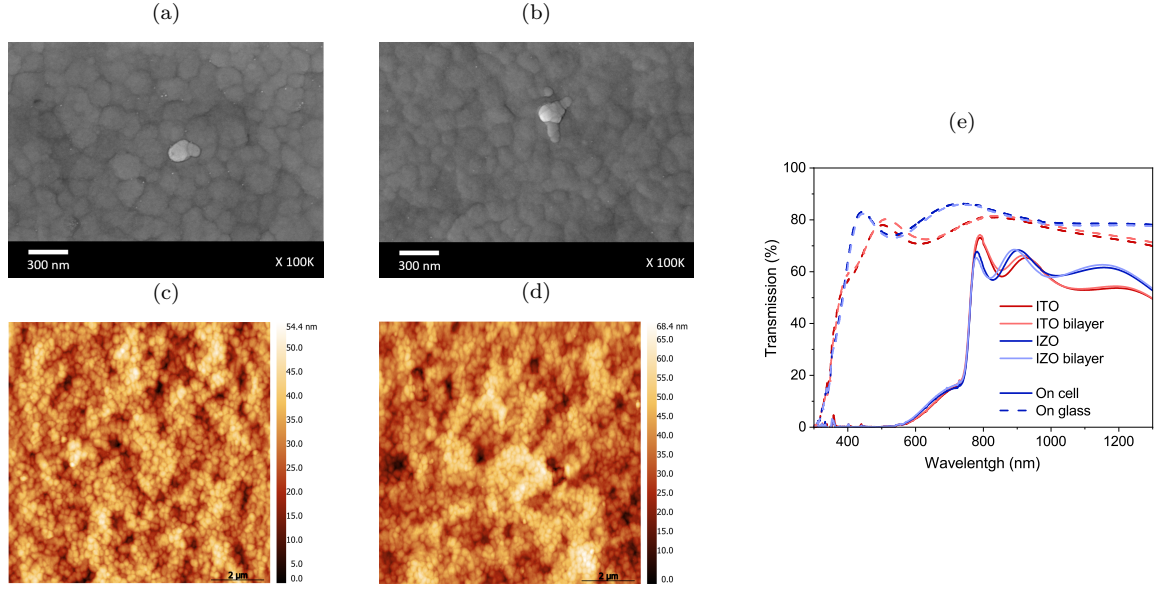 (a)
(b)
300 nm
X 100K
300 nm
X 100K
(c)
(d)
54.4 nm
50.0
45.0
40.0
35.0
30.0
25.0
20.0
15.0
10.0
5.0
0.0
2 µm
68.4 nm
65.0
60.0
55.0
50.0
45.0
40.0
35.0
30.0
25.0
20.0
15.0
10.0
0.0
2 µm
(e)
Transmission (%)
100
80
60
40
20
0
ITO
ITO bilayer
IZO
IZO bilayer
On cell
On glass
400
600
800
1000
1200
Wavelentgh (nm)